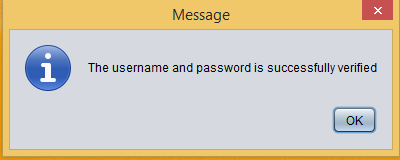 Message
The username and password is successfully verified
OK